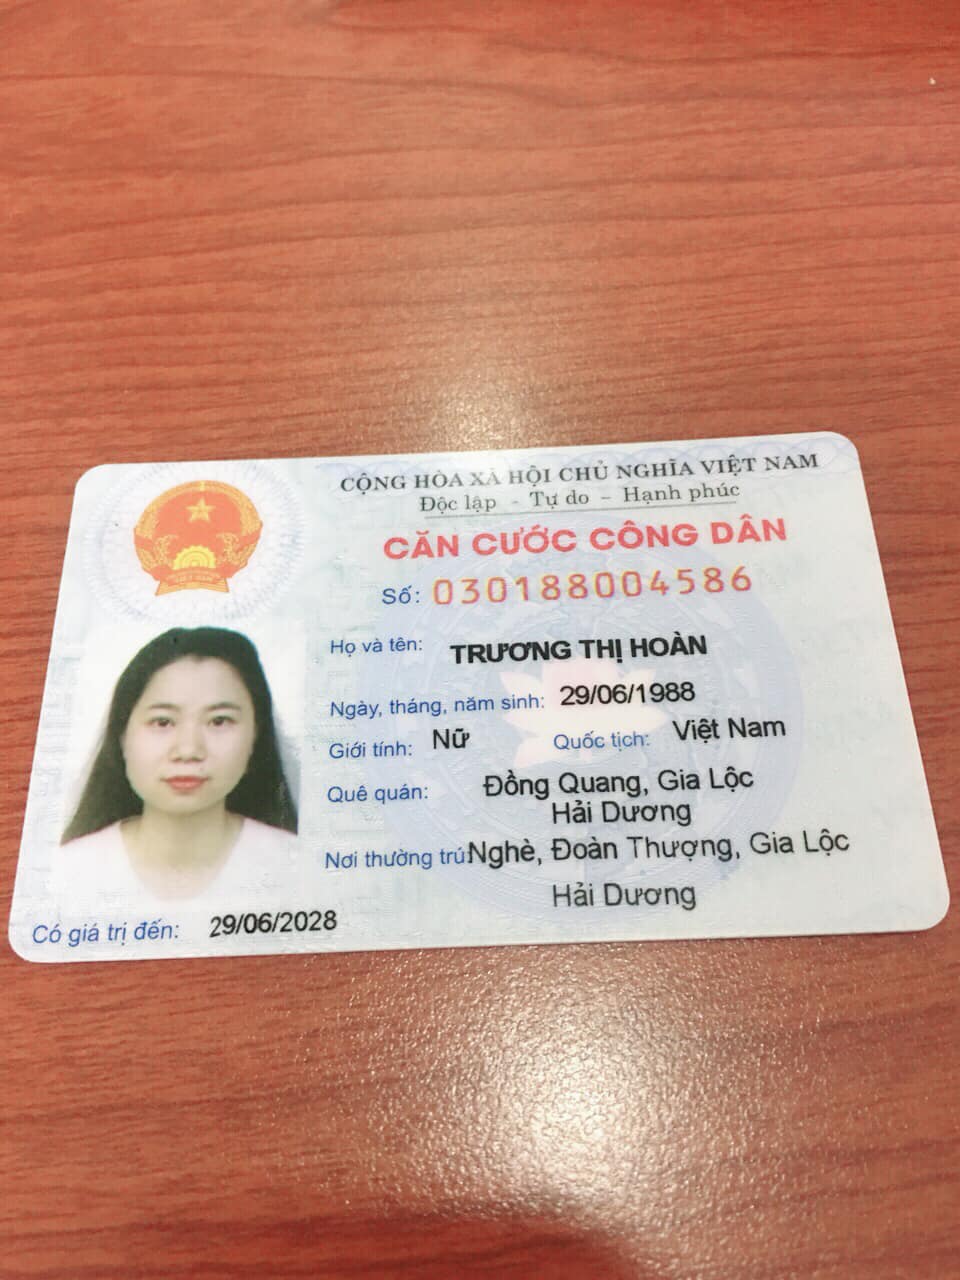 CỘNG HÒA XÃ HỘI CHỦ NGHĨA VIỆT NAM
Độc lập - Tự do - Hạnh phúc
CĂN CƯỚC CÔNG DÂN
Số: 030188004586
Họ và tên: TRƯƠNG THỊ HOÀN
Ngày, tháng, năm sinh: 29/06/1988
Giới tính: Nữ Quốc tịch: Việt Nam
Quê quán: Đồng Quang, Gia Lộc
Hải Dương
Nơi thường trú: Nghè, Đoàn Thượng, Gia Lộc
Hải Dương
Có giá trị đến: 29/06/2028